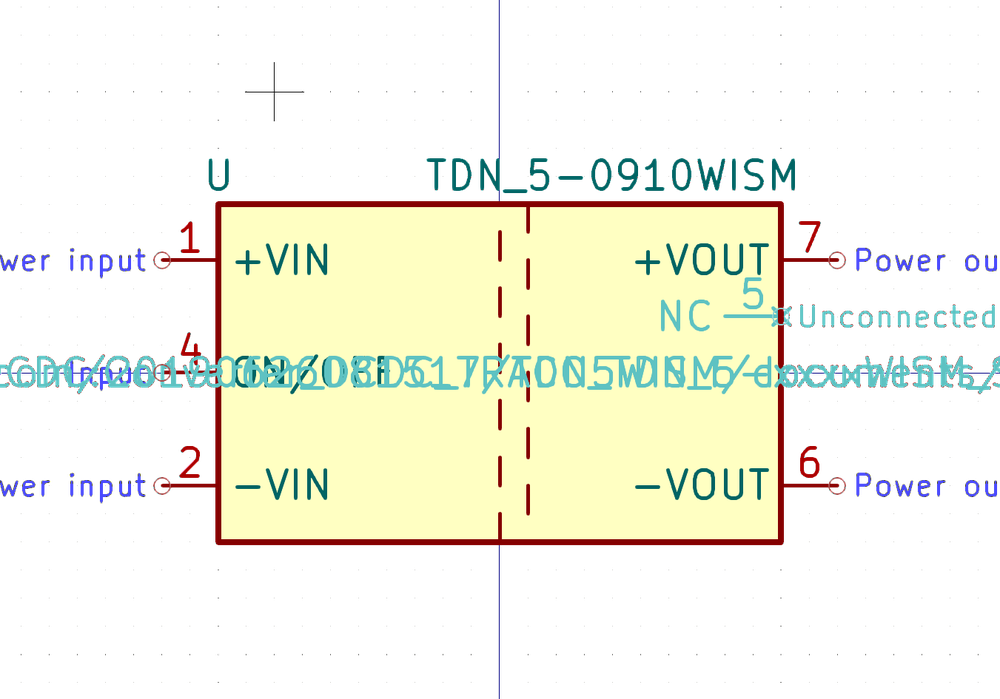 U TDN_5-0910WISM
1 7
wer input +VIN +VOUT Power ou
5
NC Unconnected
4
Input ON/OFF
2 6
wer input -VIN -VOUT Power ou